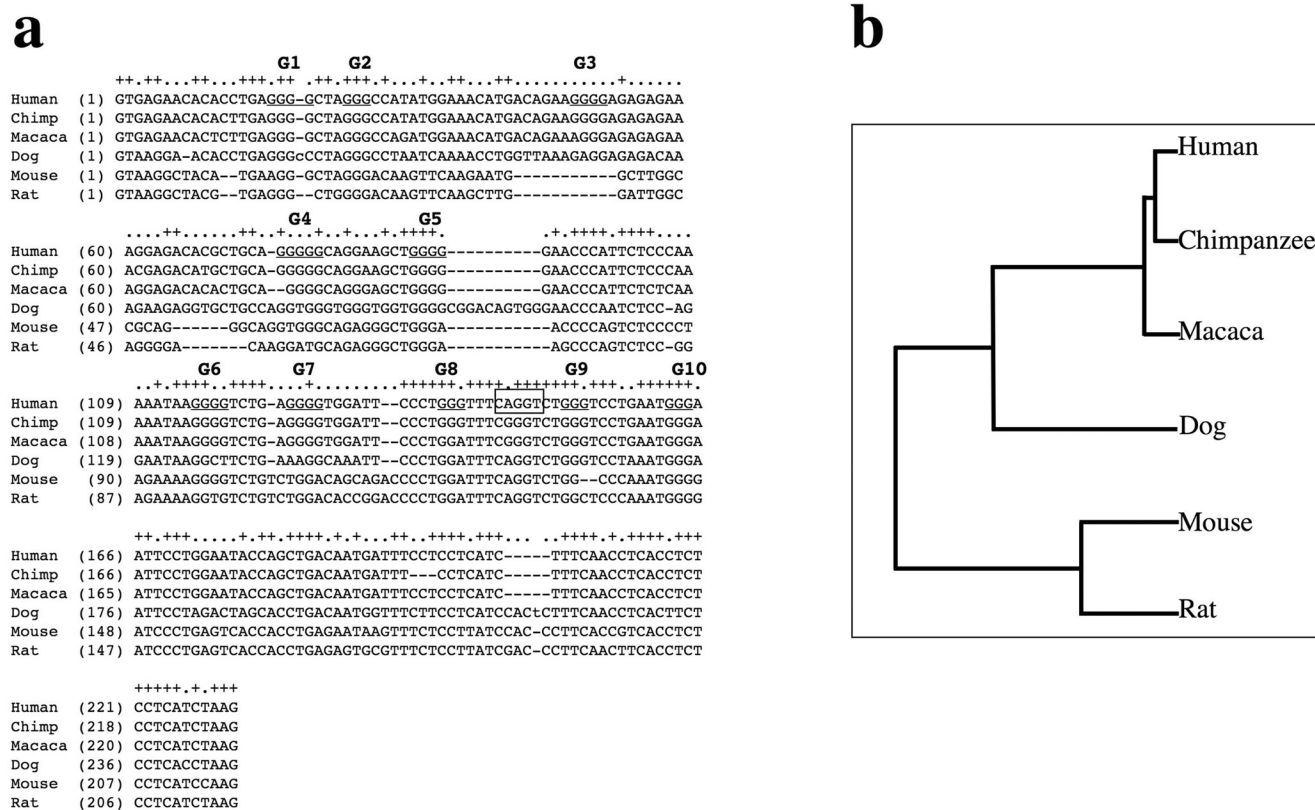 a
G1 G2 G3
++.++...++...+++.++ .++.+++.+...+..++.++...........+......
Human (1) GTGAGAACACACCTGAGGG-GCTAGGGCCATATGGAAACATGACAGAAGGGGAGAGAGAA
Chimp (1) GTGAGAACACACTTGAGGG-GCTAGGGCCATATGGAAACATGACAGAAGGGGAGAGAGAA
Macaca (1) GTGAGAACACTCTTGAGGG-GCTAGGGCCAGATGGAAACATGACAGAAAGGGAGAGAGAA
Dog (1) GTAAGGA-ACACCTGAGGGcCCTAGGGCCTAATCAAAACCTGGTTAAAGAGGAGAGACAA
Mouse (1) GTAAGGCTACA--TGAAGG-GCTAGGGACAAGTTCAAGAATG-----------GCTTGGC
Rat (1) GTAAGGCTACG--TGAGGG-CTGGGGACAAGTTCAAGCTTG------------GATTGGC
G4 G5
....++.......+..++..+...+.++..++++. .+.++++.++++....
Human (60) AGGAGACACGCTGCA-GGGGGCAGGAAGCTGGGG----------GAACCCATTCTCCCAA
Chimp (60) ACGAGACATGCTGCA-GGGGGCAGGAAGCTGGGG----------GAACCCATTCTCCCAA
Macaca (60) AGGAGACACACTGCA--GGGGCAGGGAGCTGGGG----------GAACCCATTCTCTCAA
Dog (60) AGAAGAGGTGCTGCCAGGTGGGTGGGTGGTGGGGCGGACAGTGGGAACCCAATCTCC-AG
Mouse (47) CGCAG------GGCAGGTGGGCAGAGGGCTGGGA-----------ACCCCAGTCTCCCCT
Rat (46) AGGGGA-------CAAGGATGCAGAGGGCTGGGA-----------AGCCCAGTCTCC-GG
G6 G7 G8 G9 G10
..+.++++..++++...+..........++++++..++++.++++++++...++..++++++.
Human (109) AAATAAGGGGTCTG-AGGGGTGGATT--CCCTGGGTTTCAGGTCTGGGTCCTGAATGGGA
Chimp (109) AAATAAGGGGTCTG-AGGGGTGGATT--CCCTGGGTTTCGGGTCTGGGTCCTGAATGGGA
Macaca (108) AAATAAGGGGTCTG-AGGGGTGGATT--CCCTGGATTTCGGGTCTGGGTCCTGAATGGGA
Dog (119) GAATAAGGCTTCTG-AAAGGCAAATT--CCCTGGATTTCAGGTCTGGGTCCTAAATGGGA
Mouse (90) AGAAAAGGGGTCTGTCTGGACAGCAGACCCCTGGATTTCAGGTCTGG--CCCAAATGGGG
Rat (87) AGAAAAGGTGTCTGTCTGGACACCGGACCCCTGGATTTCAGGTCTGGCTCCCAAATGGGG
++.+++.....+..++.++++.+.+...+++.++++.++.... ..++++.+++.++++++
Human (166) ATTCCTGGAATACCAGCTGACAATGATTTCCTCCTCATC-----TTTCAACCTCACCTCT
Chimp (166) ATTCCTGGAATACCAGCTGACAATGATTT---CCTCATC-----TTTCAACCTCACCTCT
Macaca (165) ATTCCTGGAATACCAGCTGACAATGATTTCCTCCTCATC-----TTTCAACCTCACCTCT
Dog (176) ATTCCTAGACTAGCACCTGACAATGGTTTCTTCCTCATCCACtCTTTCAACCTCACTTCT
Mouse (148) ATCCCTGAGTCACCACCTGAGAATAAGTTTCTCCTTATCCAC-CCTTCACCGTCACCTCT
Rat (147) ATCCCTGAGTCACCACCTGAGAGTGCGTTTCTCCTTATCGAC-CCTTCAACTTCACCTCT
+++++.+.+++
Human (221) CCTCATCTAAG
Chimp (218) CCTCATCTAAG
Macaca (220) CCTCATCTAAG
Dog (236) CCTCACCTAAG
Mouse (207) CCTCATCCAAG
Rat (206) CCTCATCTAAG
b
Human
Chimpanzee
Macaca
Dog
Mouse
Rat